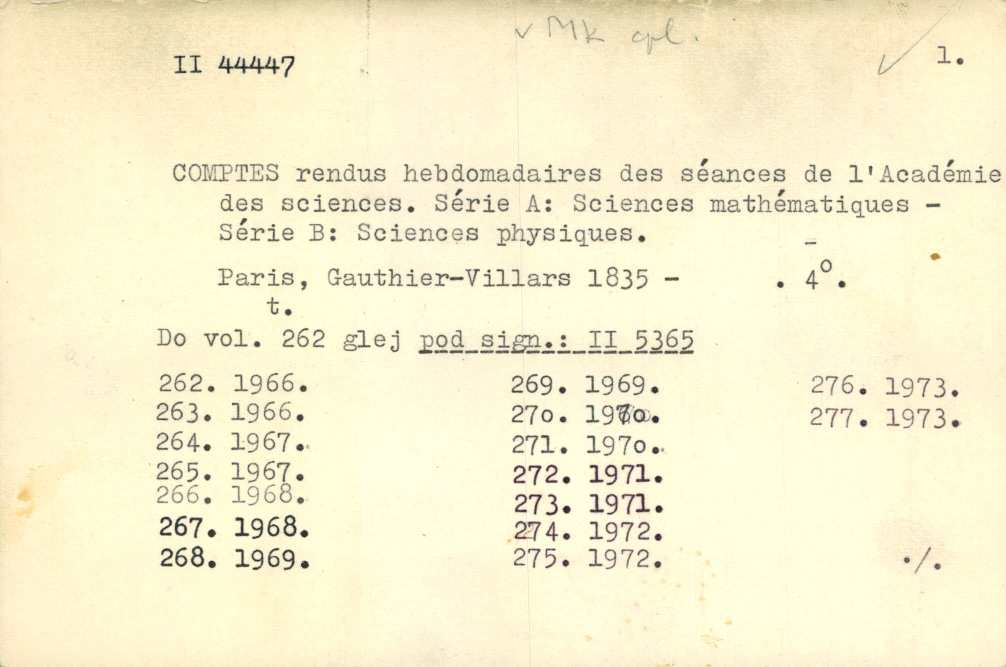 ✓ MK cpl.
II 44447
✓ 1.
COMPTES rendus hebdomadaires des séances de l'Académie
des sciences. Série A: Sciences mathématiques -
Série B: Sciences physiques.
Paris, Gauthier-Villars 1835 - . 4°.
t.
Do vol. 262 glej pod sign.: II 5365
262. 1966. 269. 1969. 276. 1973.
263. 1966. 270. 1970. 277. 1973.
264. 1967. 271. 1970.
265. 1967. 272. 1971.
266. 1968. 273. 1971.
267. 1968. 274. 1972.
268. 1969. 275. 1972. ./.